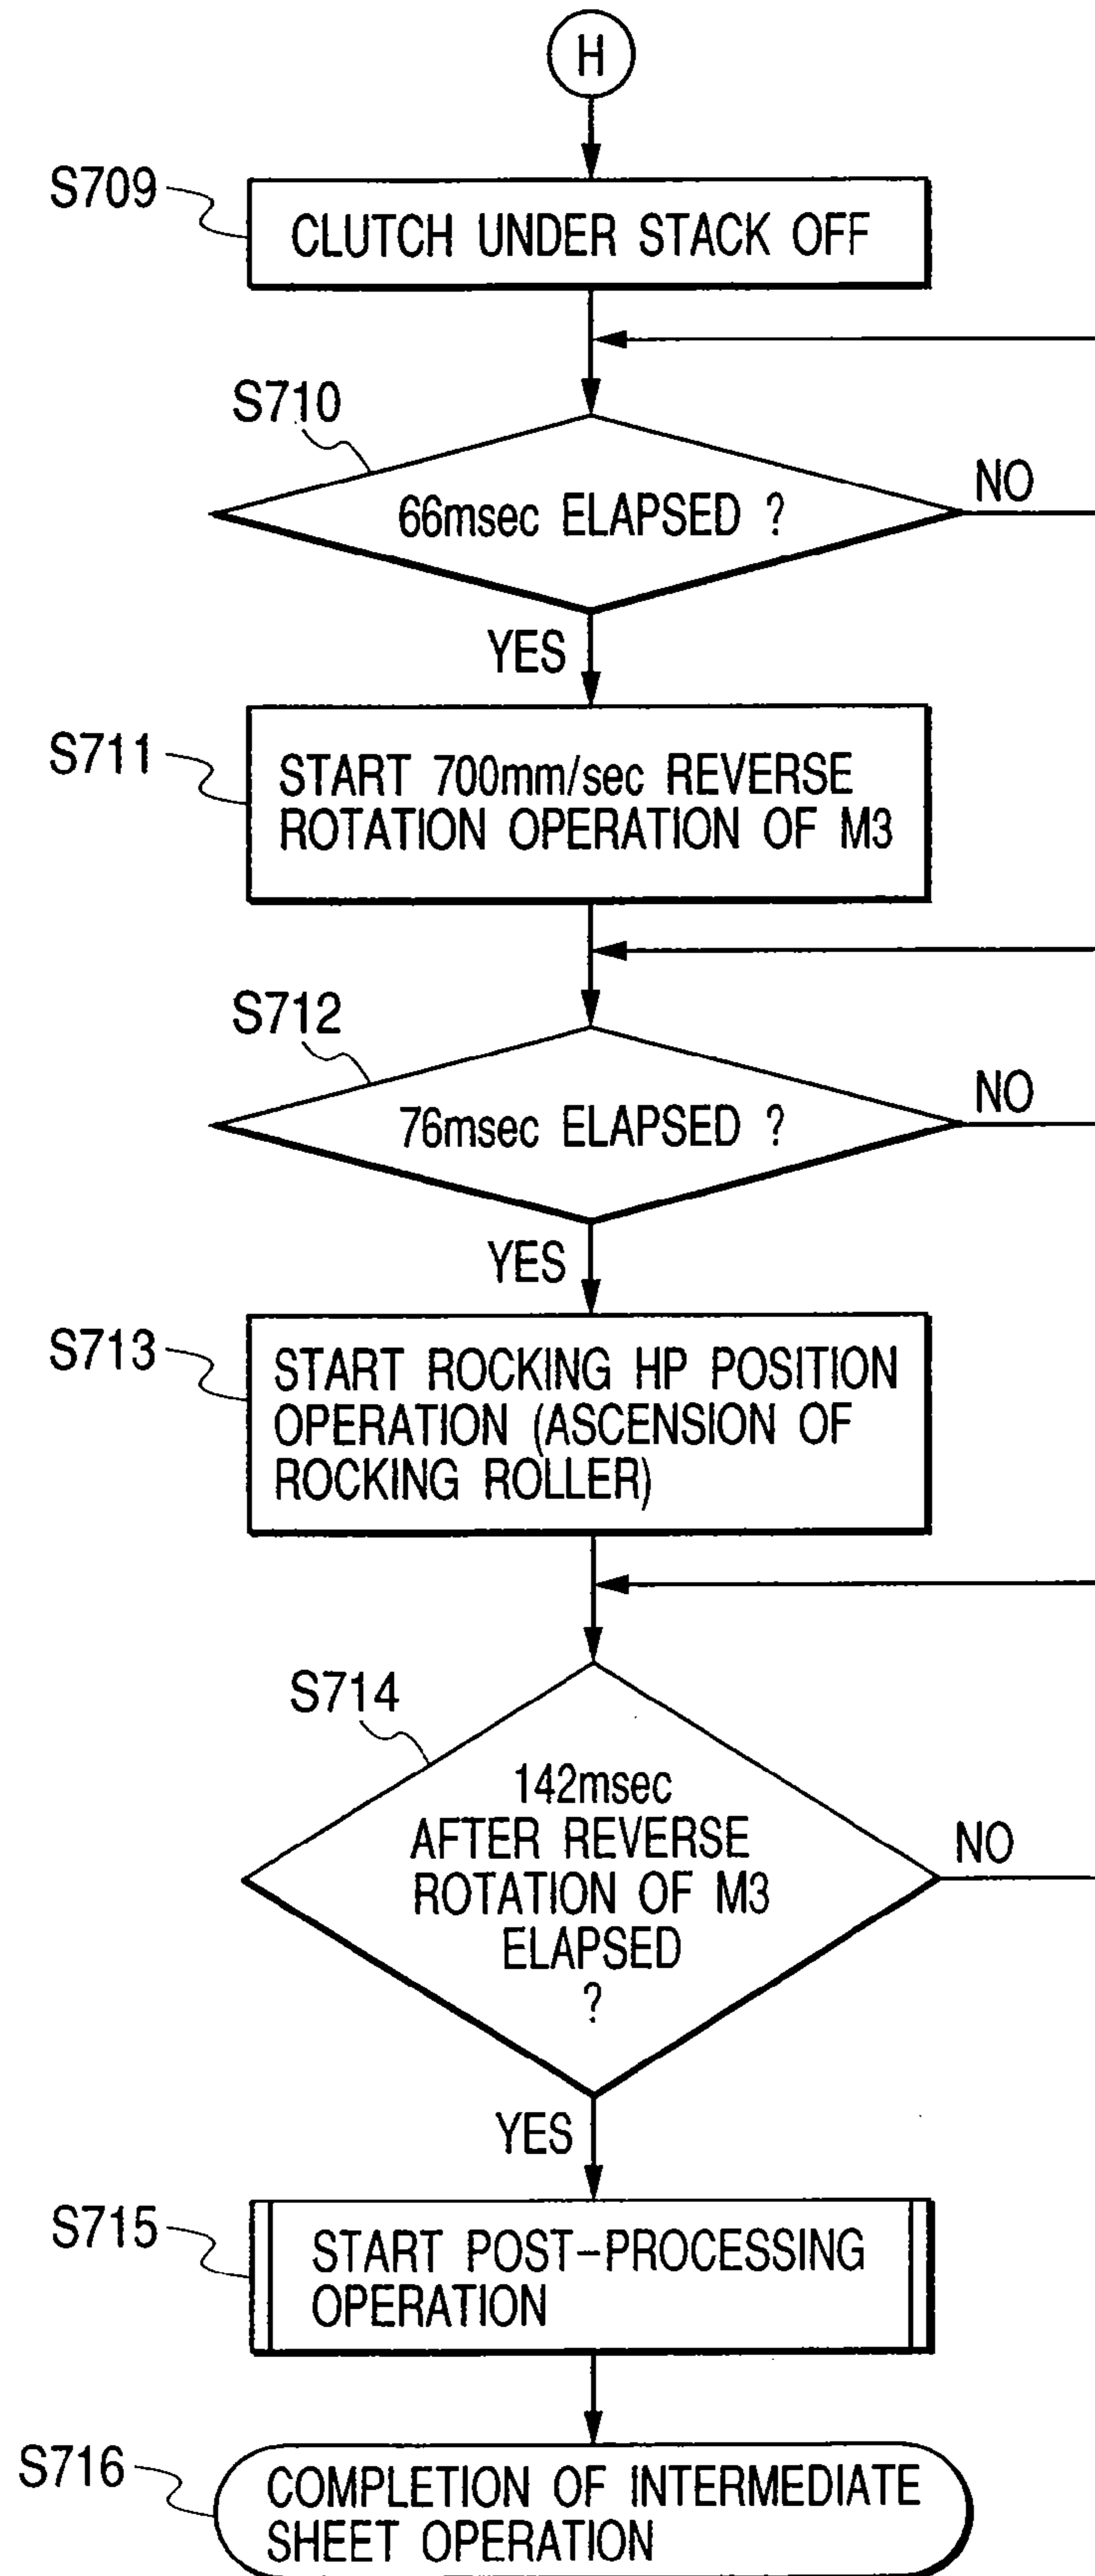 H
S709
CLUTCH UNDER STACK OFF
S710
66msec ELAPSED ?
NO
YES
S711
START 700mm/sec REVERSE
ROTATION OPERATION OF M3
S712
76msec ELAPSED ?
NO
YES
S713
START ROCKING HP POSITION
OPERATION (ASCENSION OF
ROCKING ROLLER)
S714
142msec
AFTER REVERSE
ROTATION OF M3
ELAPSED
?
NO
YES
S715
START POST-PROCESSING
OPERATION
S716
COMPLETION OF INTERMEDIATE
SHEET OPERATION